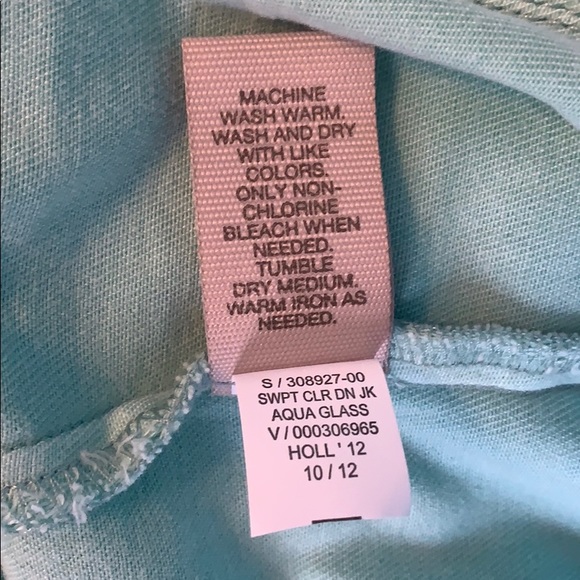 MACHINE
WASH WARM.
WASH AND DRY
WITH LIKE
COLORS.
ONLY NON-
CHLORINE
BLEACH WHEN
NEEDED.
TUMBLE
DRY MEDIUM.
WARM IRON AS
NEEDED.
S / 308927-00
SWPT CLR DN JK
AQUA GLASS
V / 000306965
HOLL ' 12
10 / 12